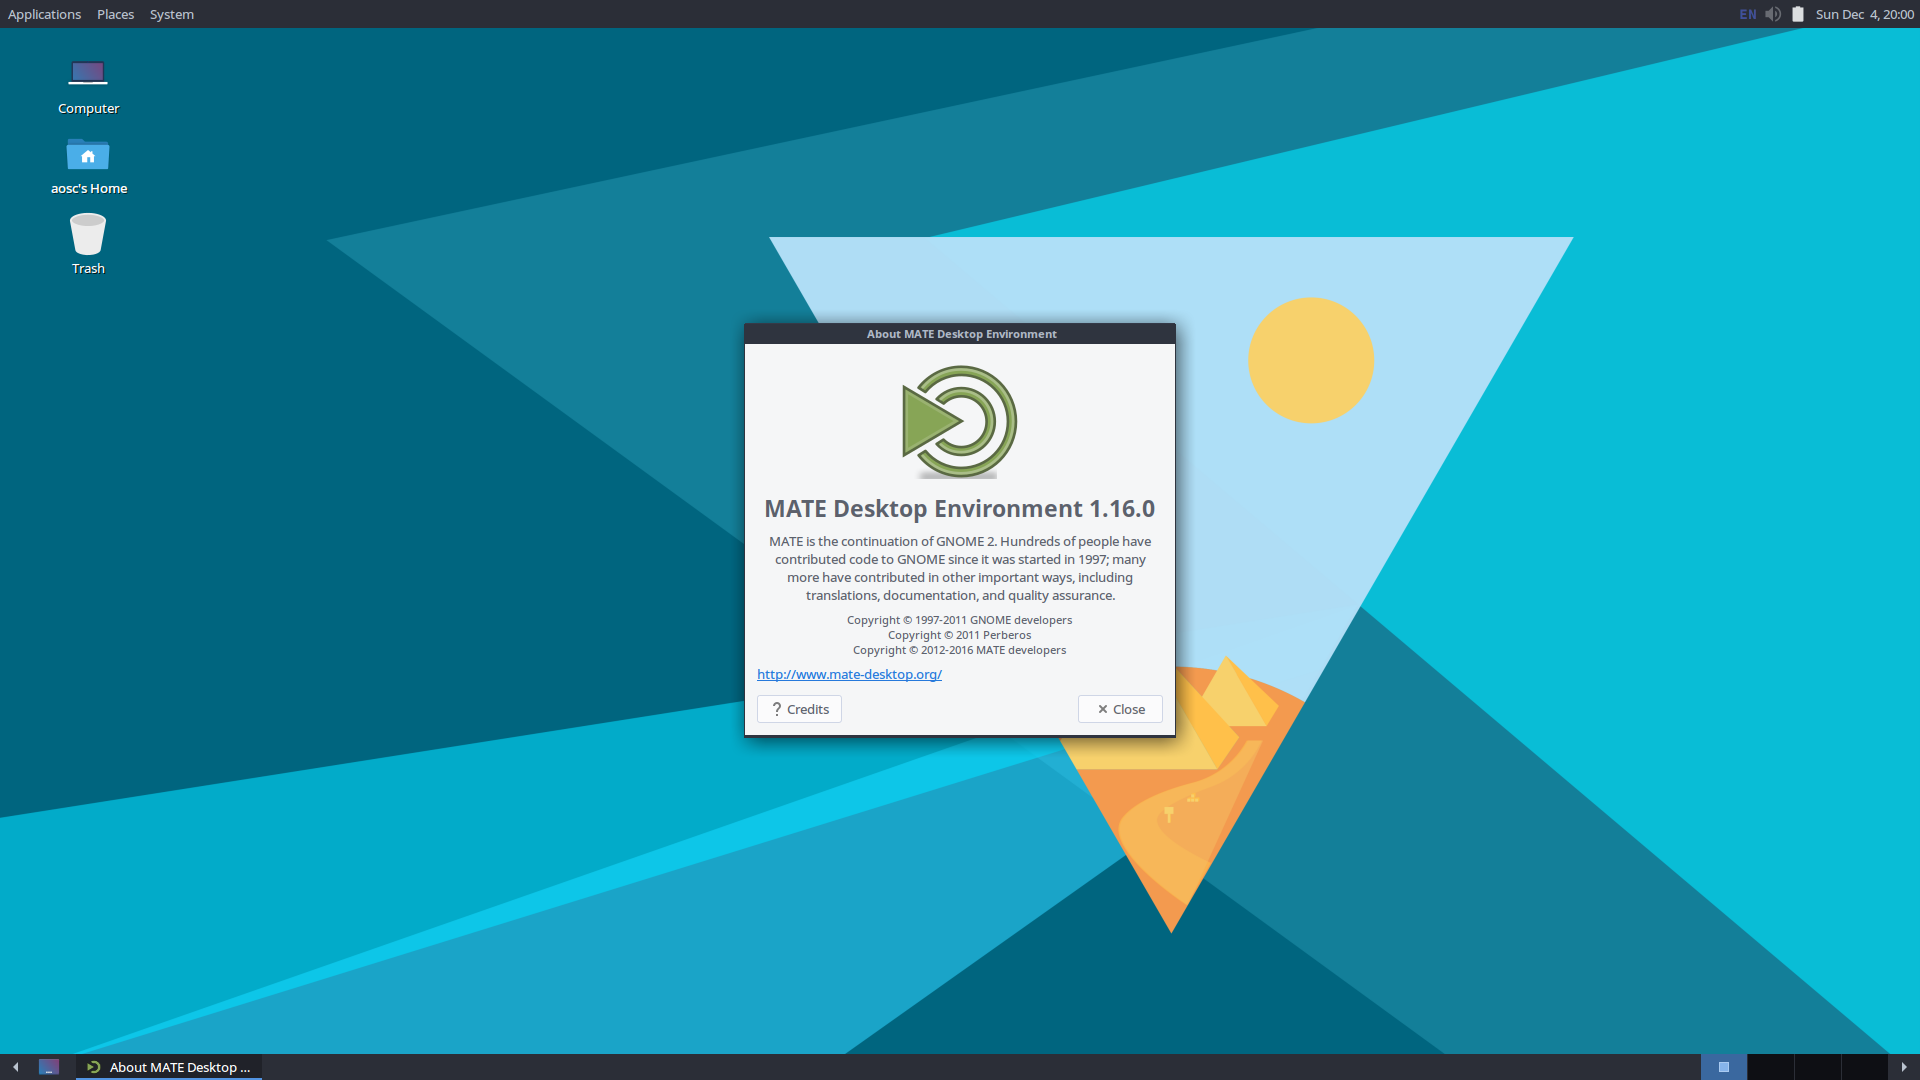 Applications Places System EN Sun Dec 4, 20:00
Computer
aosc's Home
Trash
About MATE Desktop Environment
MATE Desktop Environment 1.16.0
MATE is the continuation of GNOME 2. Hundreds of people have
contributed code to GNOME since it was started in 1997; many
more have contributed in other important ways, including
translations, documentation, and quality assurance.
Copyright © 1997-2011 GNOME developers
Copyright © 2011 Perberos
Copyright © 2012-2016 MATE developers
http://www.mate-desktop.org/
? Credits Close
About MATE Desktop ...